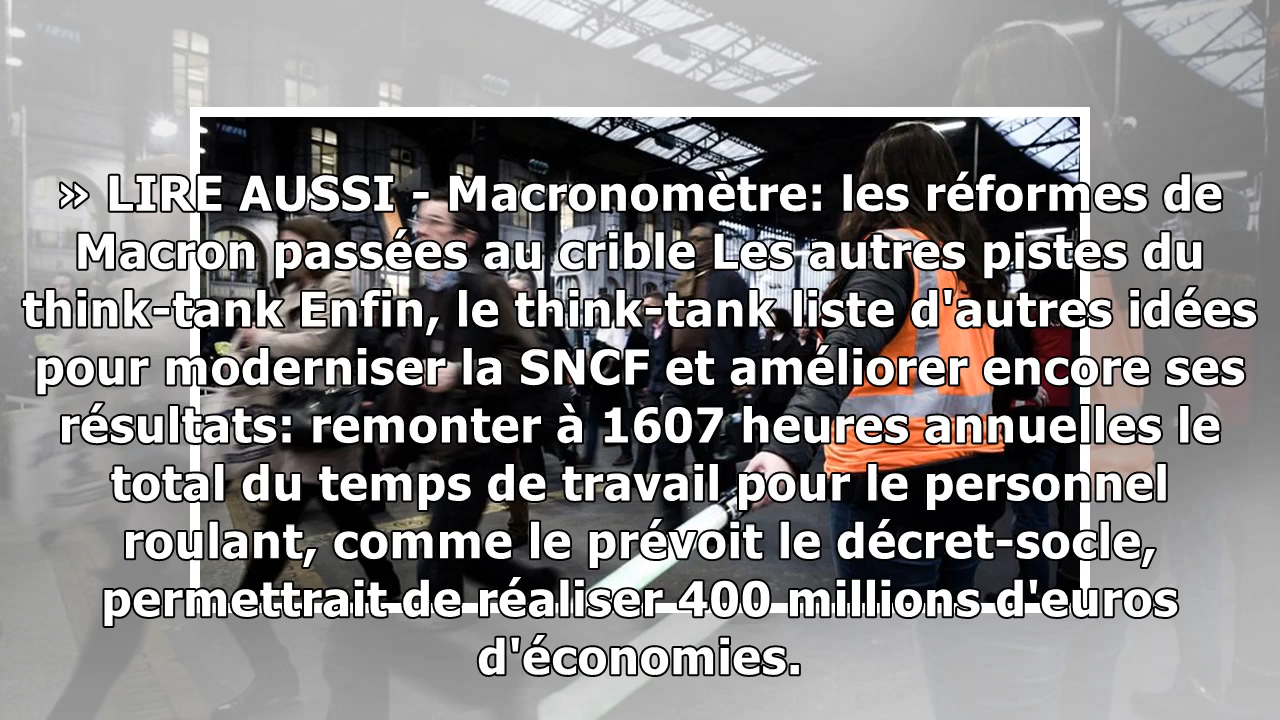 » LIRE AUSSI - Macronomètre: les réformes de
Macron passées au crible Les autres pistes du
think-tank Enfin, le think-tank liste d'autres idées
pour moderniser la SNCF et améliorer encore ses
résultats: remonter à 1607 heures annuelles le
total du temps de travail pour le personnel
roulant, comme le prévoit le décret-socle,
permettrait de réaliser 400 millions d'euros
d'économies.